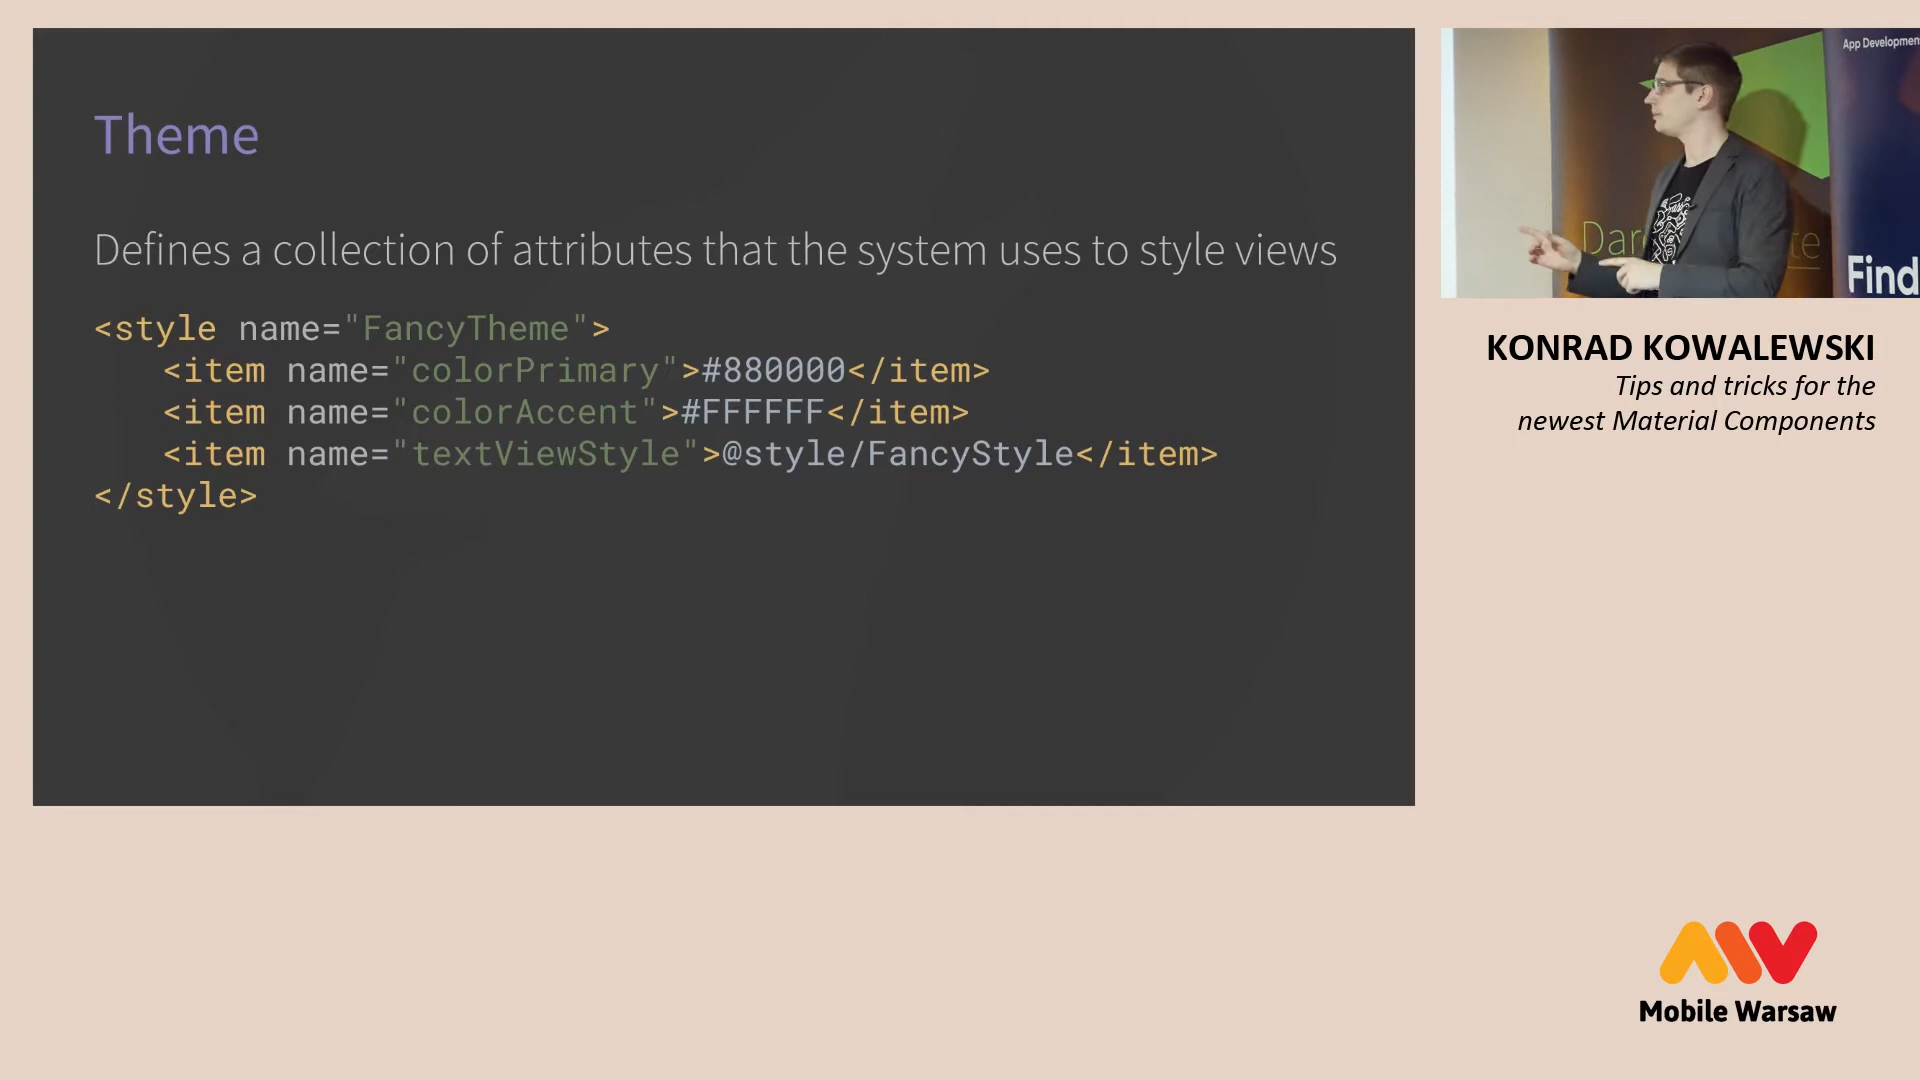 Theme
Defines a collection of attributes that the system uses to style views
<style name="FancyTheme">
<item name="colorPrimary">#880000</item>
<item name="colorAccent">#FFFFFF</item>
<item name="textViewStyle">@style/FancyStyle</item>
</style>
App Developmen
Find
KONRAD KOWALEWSKI
Tips and tricks for the
newest Material Components
Mobile Warsaw